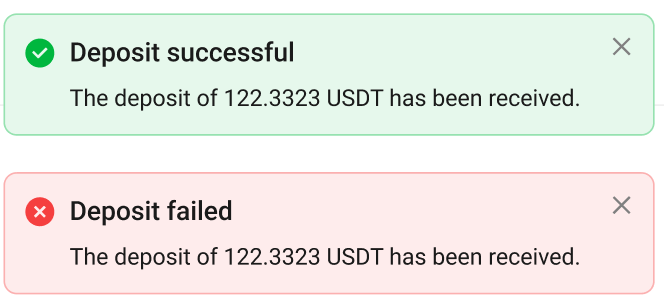 Deposit successful
The deposit of 122.3323 USDT has been received.
Deposit failed
The deposit of 122.3323 USDT has been received.